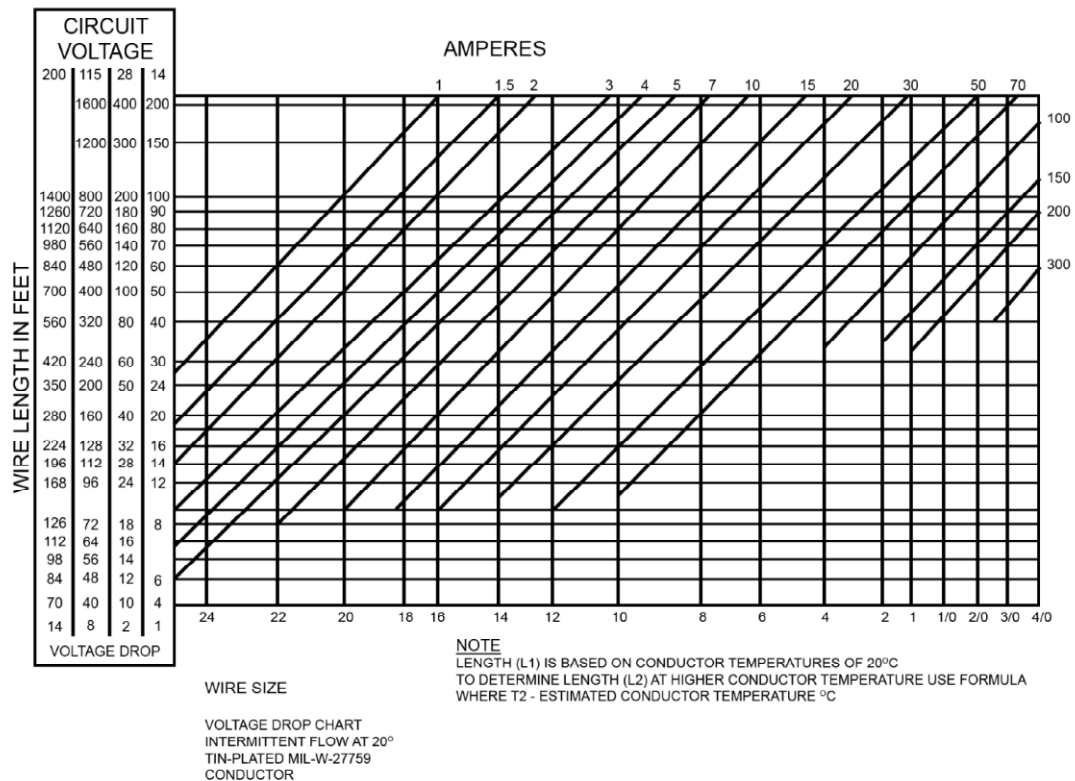 CIRCUIT
VOLTAGE
AMPERES
200 115 28 14
1 1.5 2 3 4 5 7 10 15 20 30 50 70
1600 400 200
100
1200 300 150
150
1400 800 200 100
1260 720 180 90
200
1120 640 160 80
980 560 140 70
840 480 120 60
300
700 400 100 50
560 320 80 40
420 240 60 30
350 200 50 24
280 160 40 20
224 128 32 16
196 112 28 14
168 96 24 12
126 72 18 8
112 64 16
98 56 14
84 48 12 6
70 40 10 4
14 8 2 1
WIRE LENGTH IN FEET
24 22 20 18 16 14 12 10 8 6 4 2 1 1/0 2/0 3/0 4/0
VOLTAGE DROP
NOTE
LENGTH (L1) IS BASED ON CONDUCTOR TEMPERATURES OF 20°C
TO DETERMINE LENGTH (L2) AT HIGHER CONDUCTOR TEMPERATURE USE FORMULA
WHERE T2 - ESTIMATED CONDUCTOR TEMPERATURE °C
WIRE SIZE
VOLTAGE DROP CHART
INTERMITTENT FLOW AT 20°
TIN-PLATED MIL-W-27759
CONDUCTOR